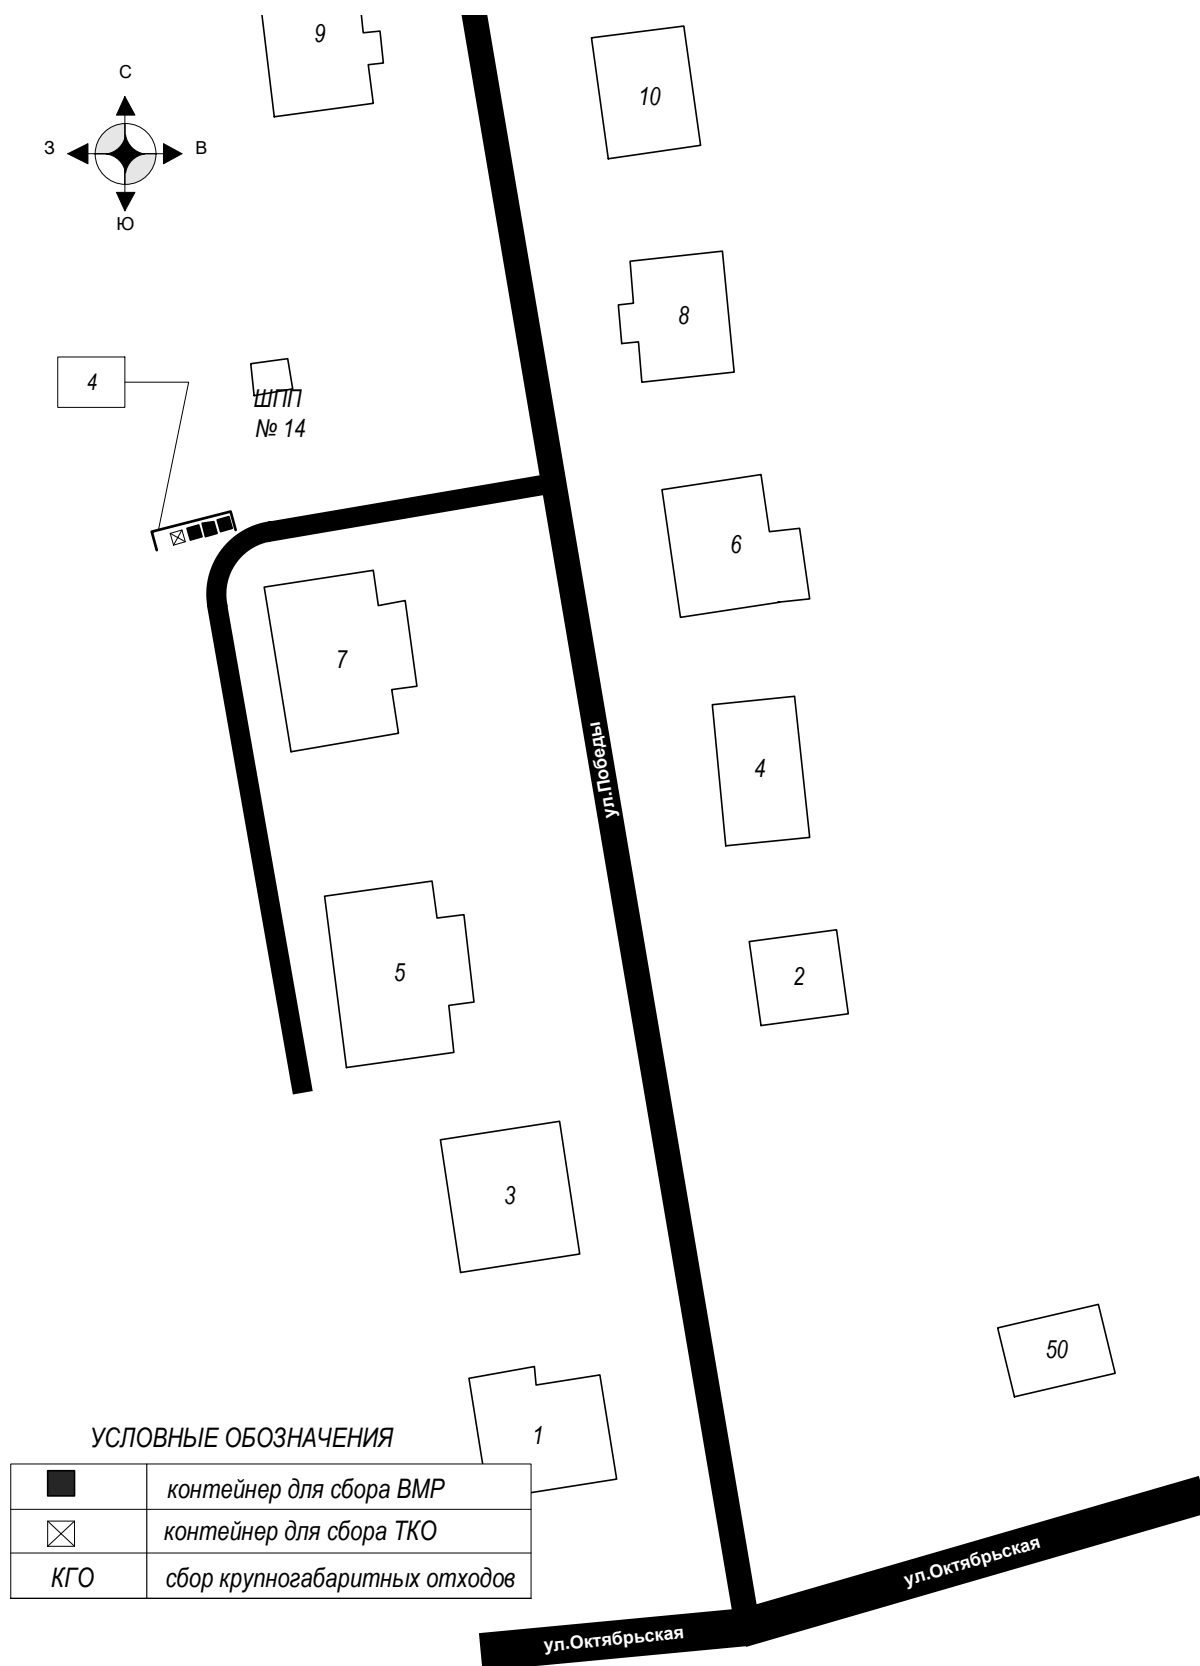 9
10
С
З
В
Ю
8
4
ШПП
№ 14
6
7
ул.Победы
4
5
2
3
50
1
УСЛОВНЫЕ ОБОЗНАЧЕНИЯ
контейнер для сбора ВМР
контейнер для сбора ТКО
КГО
сбор крупногабаритных отходов
ул.Октябрьская
ул.Октябрьская